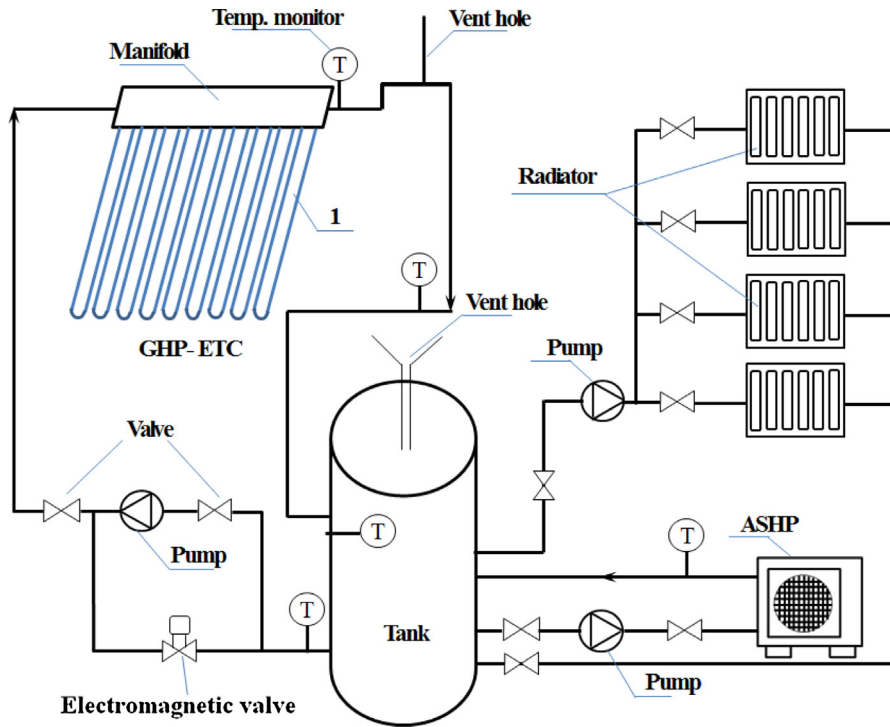 Temp. monitor
Vent hole
Manifold
T
Radiator
1
T
Vent hole
GHP- ETC
Pump
Valve
T
T
ASHP
Pump
T
Tank
Pump
Electromagnetic valve